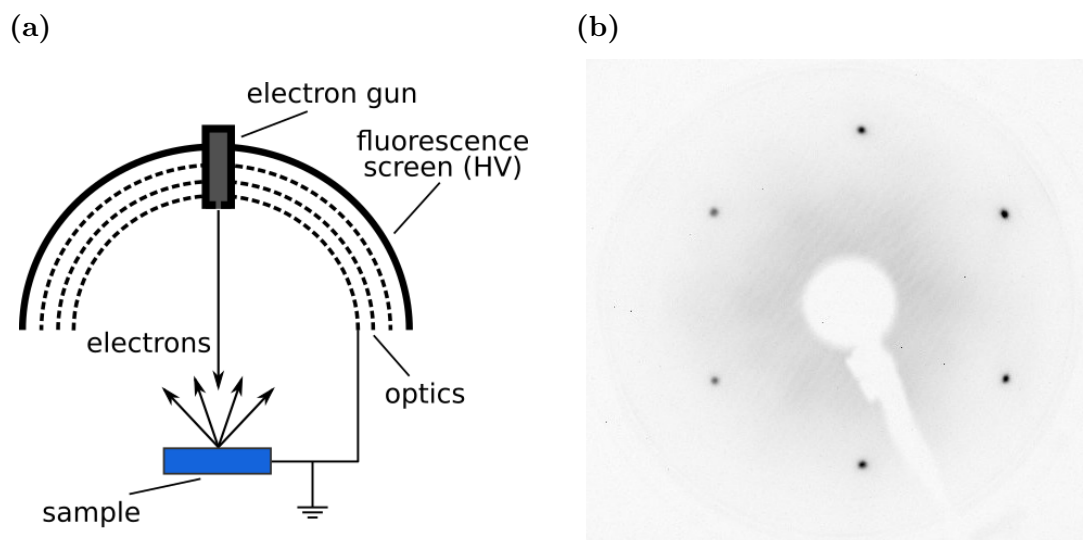 (a)
electron gun
fluorescence
screen (HV)
electrons
optics
sample
(b)